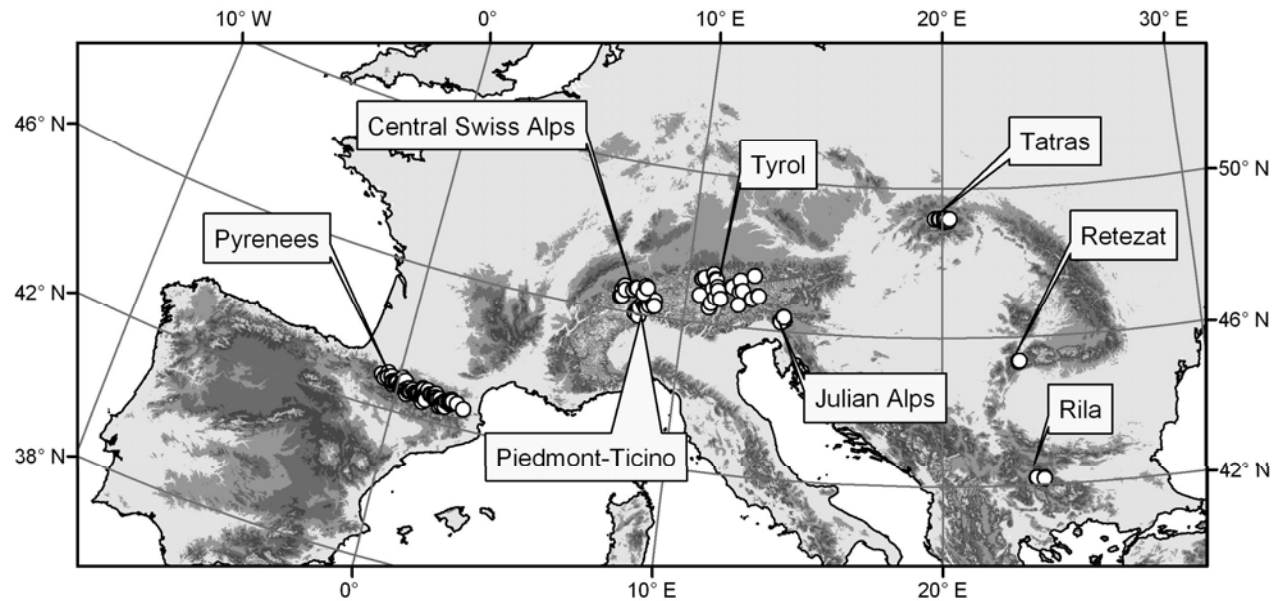 10° W
0°
10° E
20° E
30° E
Central Swiss Alps
46° N
Tyrol
Tatras
50° N
Pyrenees
Retezat
42° N
46° N
Julian Alps
Rila
38° N
Piedmont-Ticino
42° N
0°
10° E
20° E